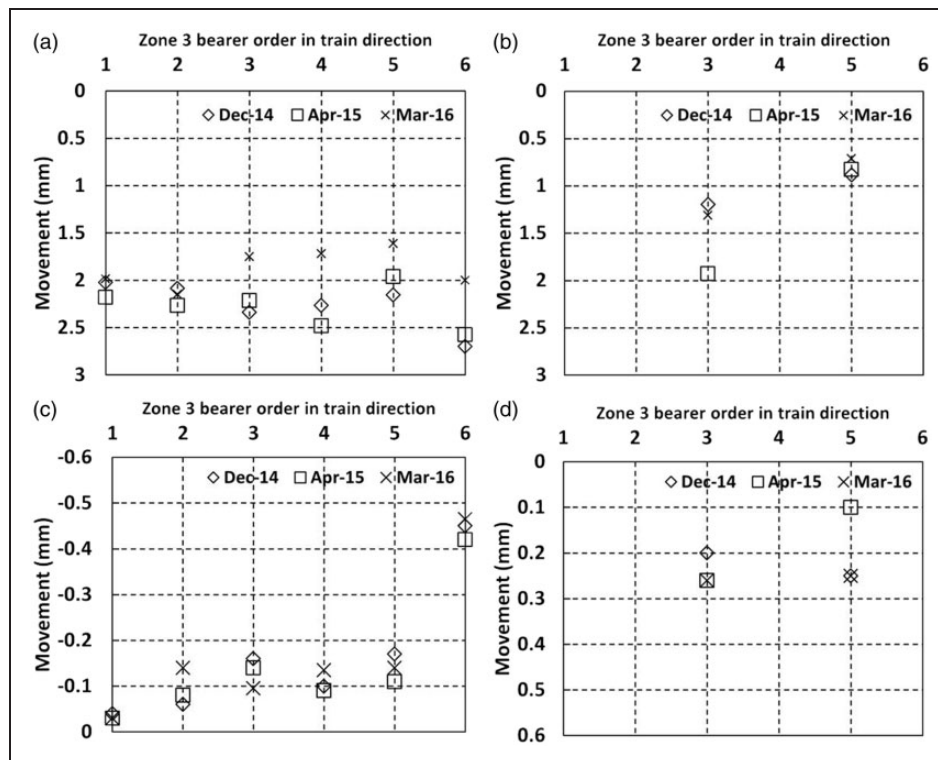 (a)
Zone 3 bearer order in train direction
1 2 3 4 5 6
0
Dec-14 Apr-15 Mar-16
0.5
1
1.5
2
2.5
3
Movement (mm)
(b)
Zone 3 bearer order in train direction
1 2 3 4 5 6
0
Dec-14 Apr-15 Mar-16
0.5
1
1.5
2
2.5
3
Movement (mm)
(c)
Zone 3 bearer order in train direction
1 2 3 4 5 6
-0.6
Dec-14 Apr-15 Mar-16
-0.5
-0.4
-0.3
-0.2
-0.1
0
Movement (mm)
(d)
Zone 3 bearer order in train direction
1 2 3 4 5 6
0
Dec-14 Apr-15 Mar-16
0.1
0.2
0.3
0.4
0.5
0.6
Movement (mm)